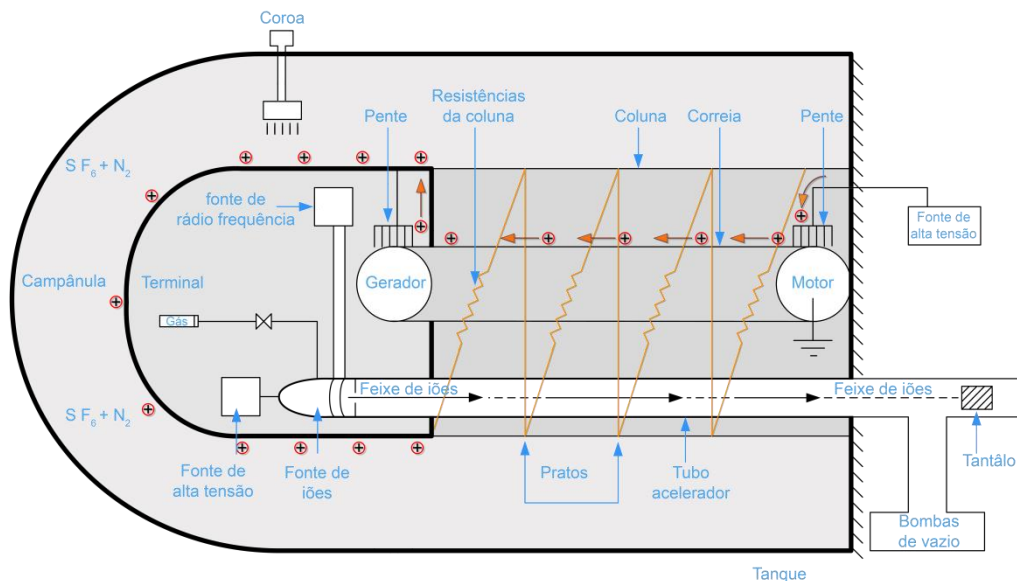 Coroa
Resistências
da coluna
Pente
Coluna
Correia
Pente
S F₆ + N₂
fonte de
rádio frequência
Fonte de
alta tensão
Campânula
Terminal
Gerador
Motor
Gás
Feixe de iões
Feixe de iões
S F₆ + N₂
Fonte de
alta tensão
Fonte de
iões
Pratos
Tubo
acelerador
Tantâlo
Bombas
de vazio
Tanque